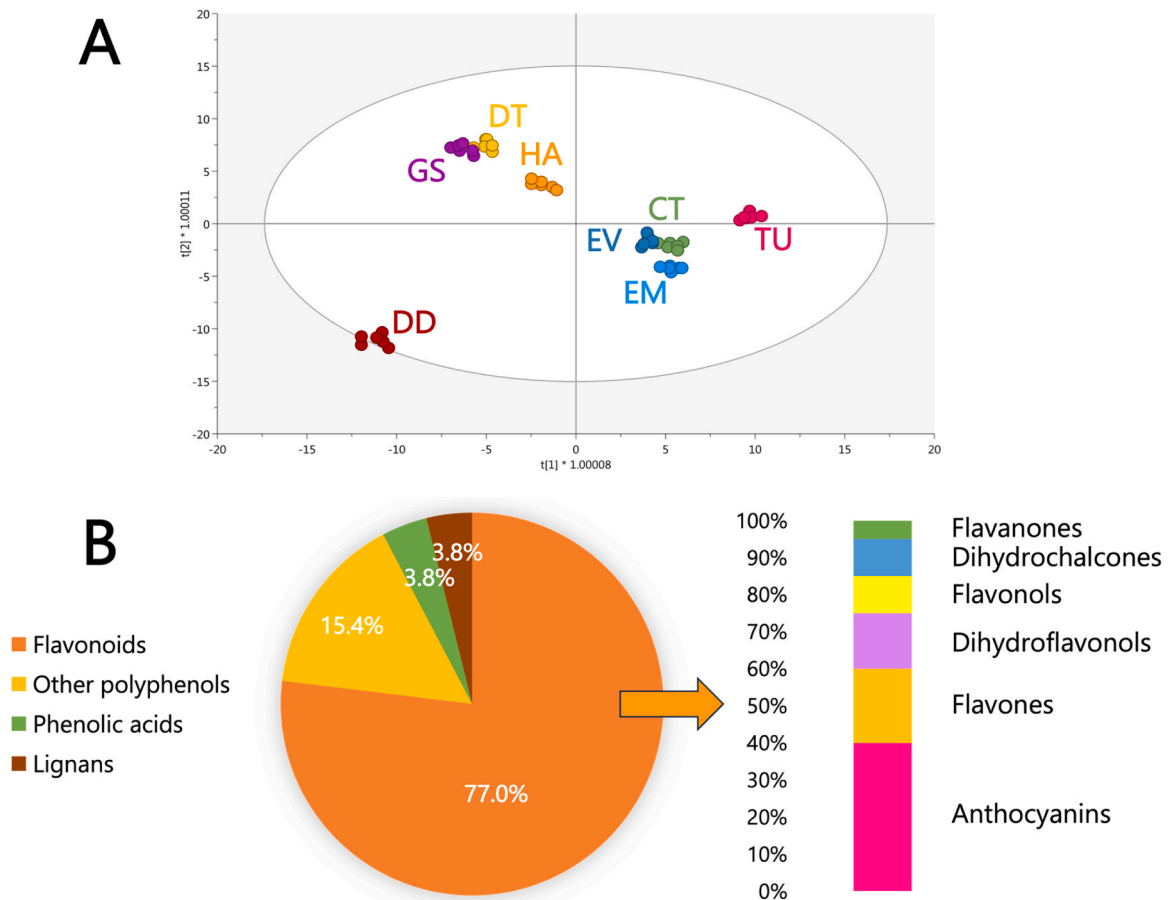 A
20
15
10
5
0
-5
-10
-15
-20
t[2] * 1.00011
DT
GS
HA
CT
EV
TU
EM
DD
-20 -15 -10 -5 0 5 10 15 20
t[1] * 1.00008
B
Flavonoids
Other polyphenols
Phenolic acids
Lignans
3.8%
3.8%
15.4%
77.0%
100%
90%
80%
70%
60%
50%
40%
30%
20%
10%
0%
Flavanones
Dihydrochalcones
Flavonols
Dihydroflavonols
Flavones
Anthocyanins